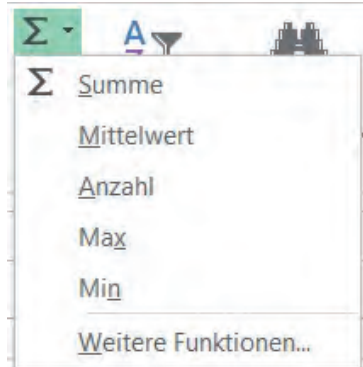 Σ
A
Σ Summe
Mittelwert
Anzahl
Max
Min
Weitere Funktionen...